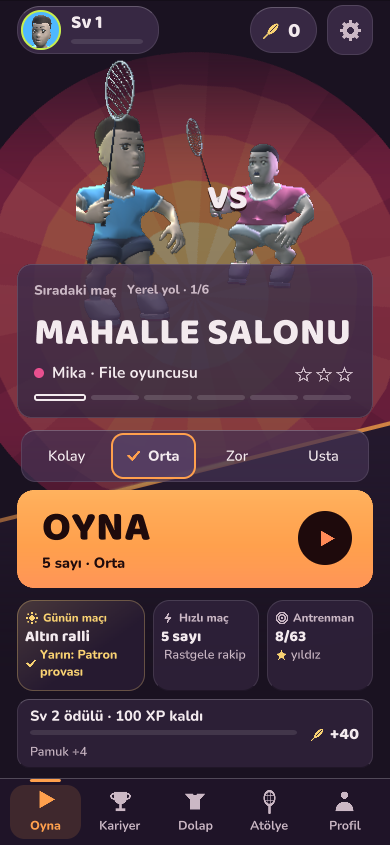 Sv 1
0
VS
Sıradaki maç Yerel yol · 1/6
MAHALLE SALONU
Mika · File oyuncusu
Kolay Orta Zor Usta
OYNA
5 sayı · Orta
Günün maçı
Altın ralli
Yarın: Patron
provası
Hızlı maç
5 sayı
Rastgele rakip
Antrenman
8/63
yıldız
Sv 2 ödülü · 100 XP kaldı
+40
Pamuk +4
Oyna Kariyer Dolap Atölye Profil